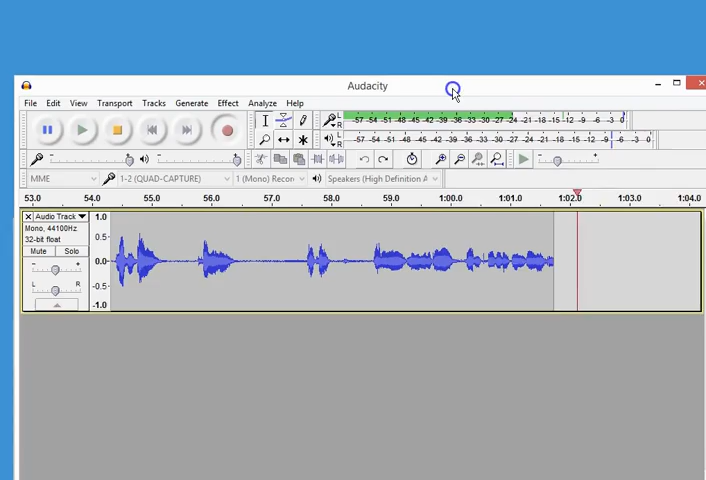 Audacity
File Edit View Transport Tracks Generate Effect Analyze Help
L R -57 -54 -51 -48 -45 -42 -39 -36 -33 -30 -27 -24 -21 -18 -15 -12 -9 -6 -3 0
L R -57 -54 -51 -48 -45 -42 -39 -36 -33 -30 -27 -24 -21 -18 -15 -12 -9 -6 -3 0
MME 1-2 (QUAD-CAPTURE) 1 (Mono) Recor Speakers (High Definition A
53.0 54.0 55.0 56.0 57.0 58.0 59.0 1:00.0 1:01.0 1:02.0 1:03.0 1:04.0
Audio Track 1.0
Mono, 44100Hz
32-bit float 0.5
Mute Solo
- + 0.0
L R -0.5
-1.0